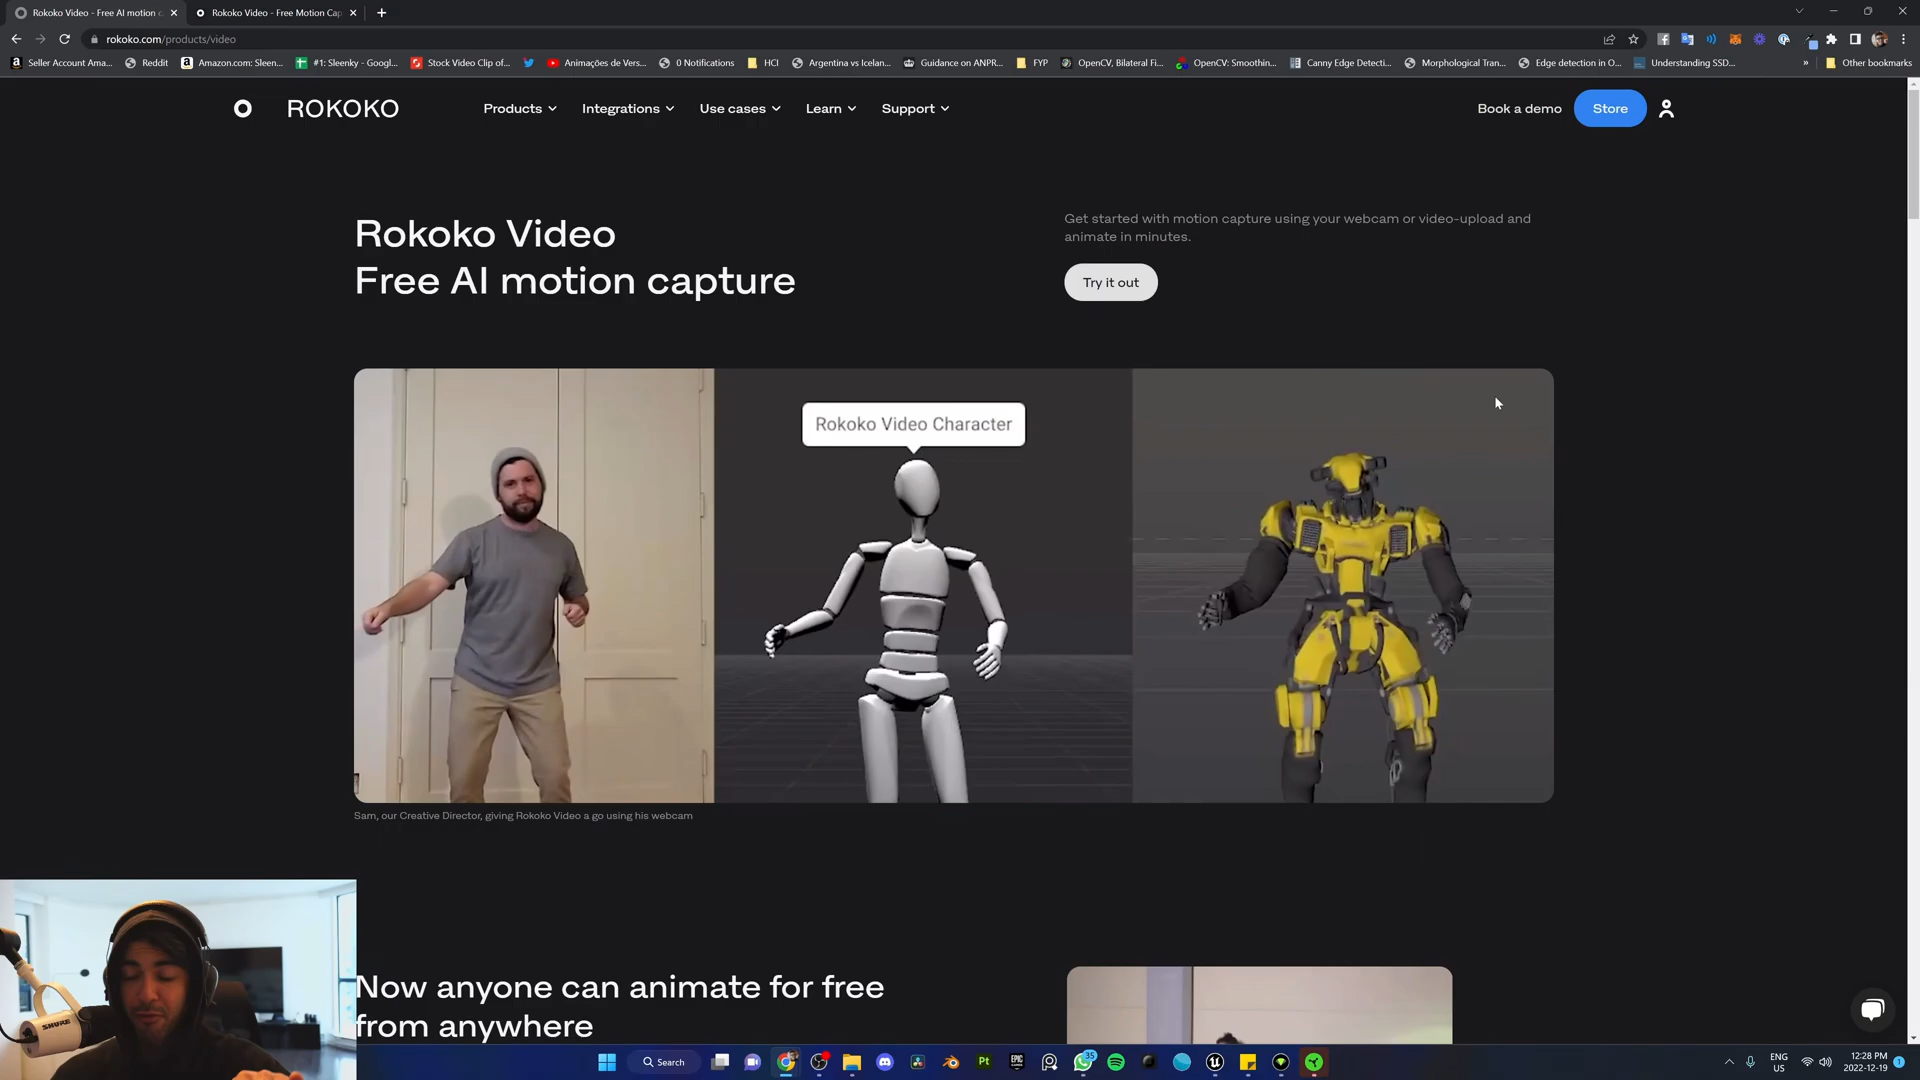 Rokoko Video - Free AI motion c
Rokoko Video - Free Motion Cap
rokoko.com/products/video
Seller Account Ama...
Reddit
Amazon.com: Sleen...
#1: Sleenky - Googl...
Stock Video Clip of...
Animações de Vers...
0 Notifications
HCI
Argentina vs Icelan...
Guidance on ANPR...
FYP
OpenCV, Bilateral Fi...
OpenCV: Smoothin...
Canny Edge Detecti...
Morphological Tran...
Edge detection in O...
Understanding SSD...
»
Other bookmarks
ROKOKO
Products
Integrations
Use cases
Learn
Support
Book a demo
Store
Rokoko Video
Free AI motion capture
Get started with motion capture using your webcam or video-upload and
animate in minutes.
Try it out
Rokoko Video Character
Sam, our Creative Director, giving Rokoko Video a go using his webcam
Now anyone can animate for free
from anywhere
SHURE
Search
Pt
EPIC
35
ENG
US
12:28 PM
2022-12-19
1